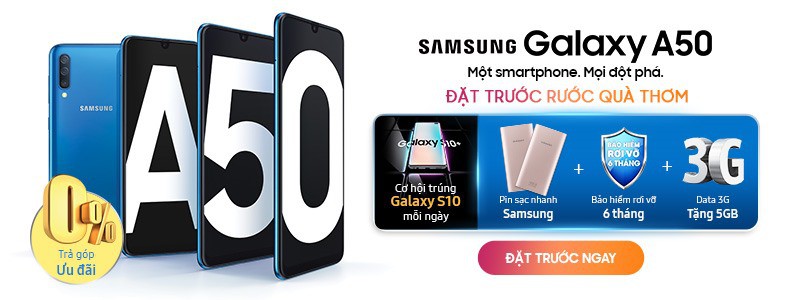 SAMSUNG
A50
0%
Trả góp
Ưu đãi
SAMSUNG Galaxy A50
Một smartphone. Mọi đột phá.
ĐẶT TRƯỚC RƯỚC QUÀ THƠM
Galaxy S10+
Cơ hội trúng
Galaxy S10
mỗi ngày
Pin sạc nhanh
Samsung
+
BẢO HIỂM
RƠI VỠ
6 THÁNG
Bảo hiểm rơi vỡ
6 tháng
+
3G
Data 3G
Tặng 5GB
ĐẶT TRƯỚC NGAY